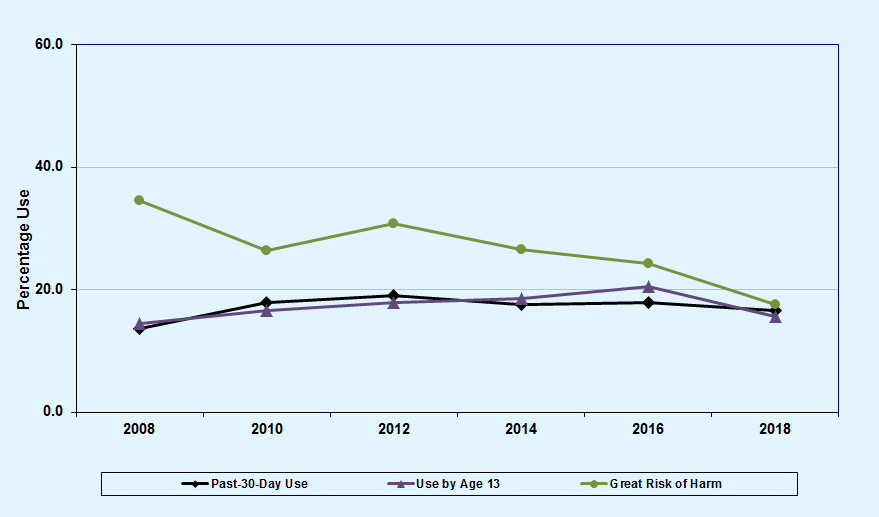 60.0
40.0
20.0
0.0
Percentage Use
2008 2010 2012 2014 2016 2018
Past-30-Day Use Use by Age 13 Great Risk of Harm